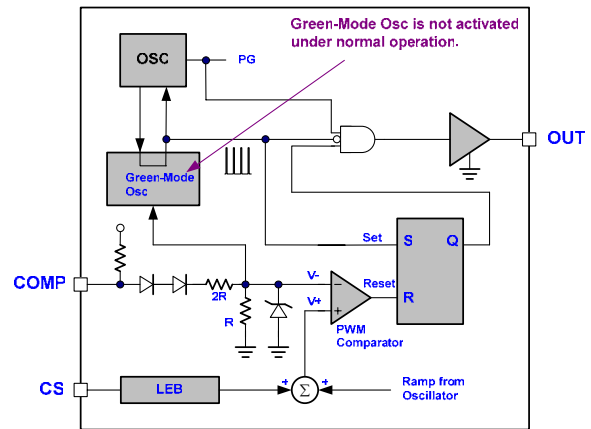 Green-Mode Osc is not activated
under normal operation.
OSC
PG
OUT
Green-Mode
Osc
Set
S
Q
COMP
2R
V-
Reset
R
R
V+
PWM
Comparator
CS
LEB
+
Σ
+
Ramp from
Oscillator